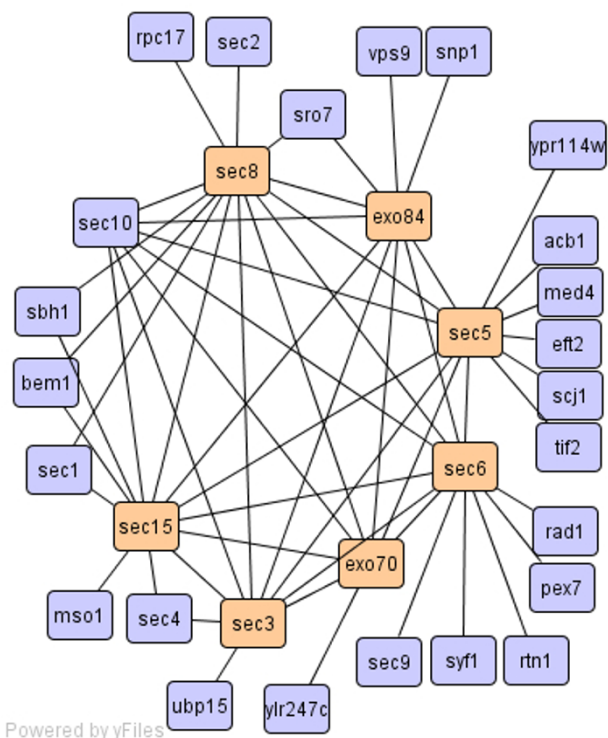 rpc17
sec2
vps9
snp1
sro7
ypr114w
sec8
exo84
sec10
acb1
med4
sbh1
sec5
eft2
bem1
scj1
tif2
sec1
sec6
sec15
rad1
exo70
pex7
mso1
sec4
sec3
sec9
syf1
rtn1
ubp15
ylr247c
Powered by yFiles